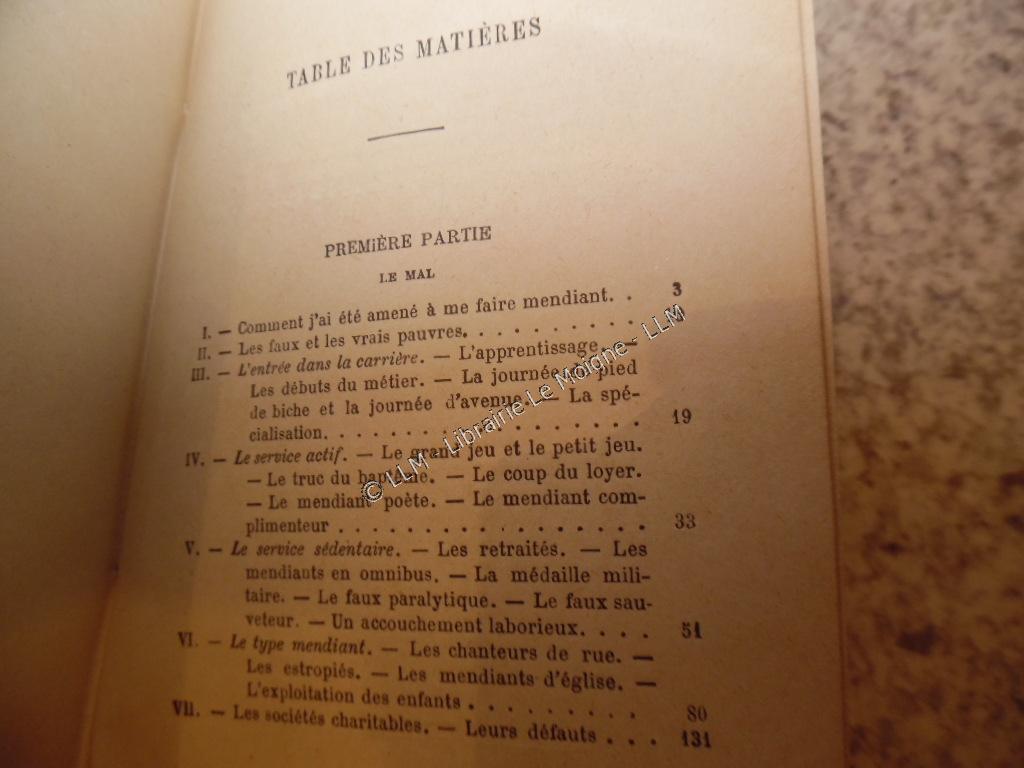 TABLE DES MATIÈRES
PREMIÈRE PARTIE
LE MAL
I. — Comment j'ai été amené à me faire mendiant. . 3
II. — Les faux et les vrais pauvres. . . . . . . . . .
III. — L'entrée dans la carrière. — L'apprentissage. —
Les débuts du métier. — La journée de pied
de biche et la journée d'avenue. — La spé-
cialisation. . . . . . . . . . . . . . . . . . 19
IV. — Le service actif. — Le grand jeu et le petit jeu.
— Le truc du baptême. — Le coup du loyer.
— Le mendiant poète. — Le mendiant com-
plimenteur . . . . . . . . . . . . . . . . . 33
V. — Le service sédentaire. — Les retraités. — Les
mendiants en omnibus. — La médaille mili-
taire. — Le faux paralytique. — Le faux sau-
veteur. — Un accouchement laborieux. . . . . 51
VI. — Le type mendiant. — Les chanteurs de rue. —
Les estropiés. — Les mendiants d'église. —
L'exploitation des enfants . . . . . . . . . 80
VII. — Les sociétés charitables. — Leurs défauts . . . 131
© LLM - Librairie Le Moigne - LLM